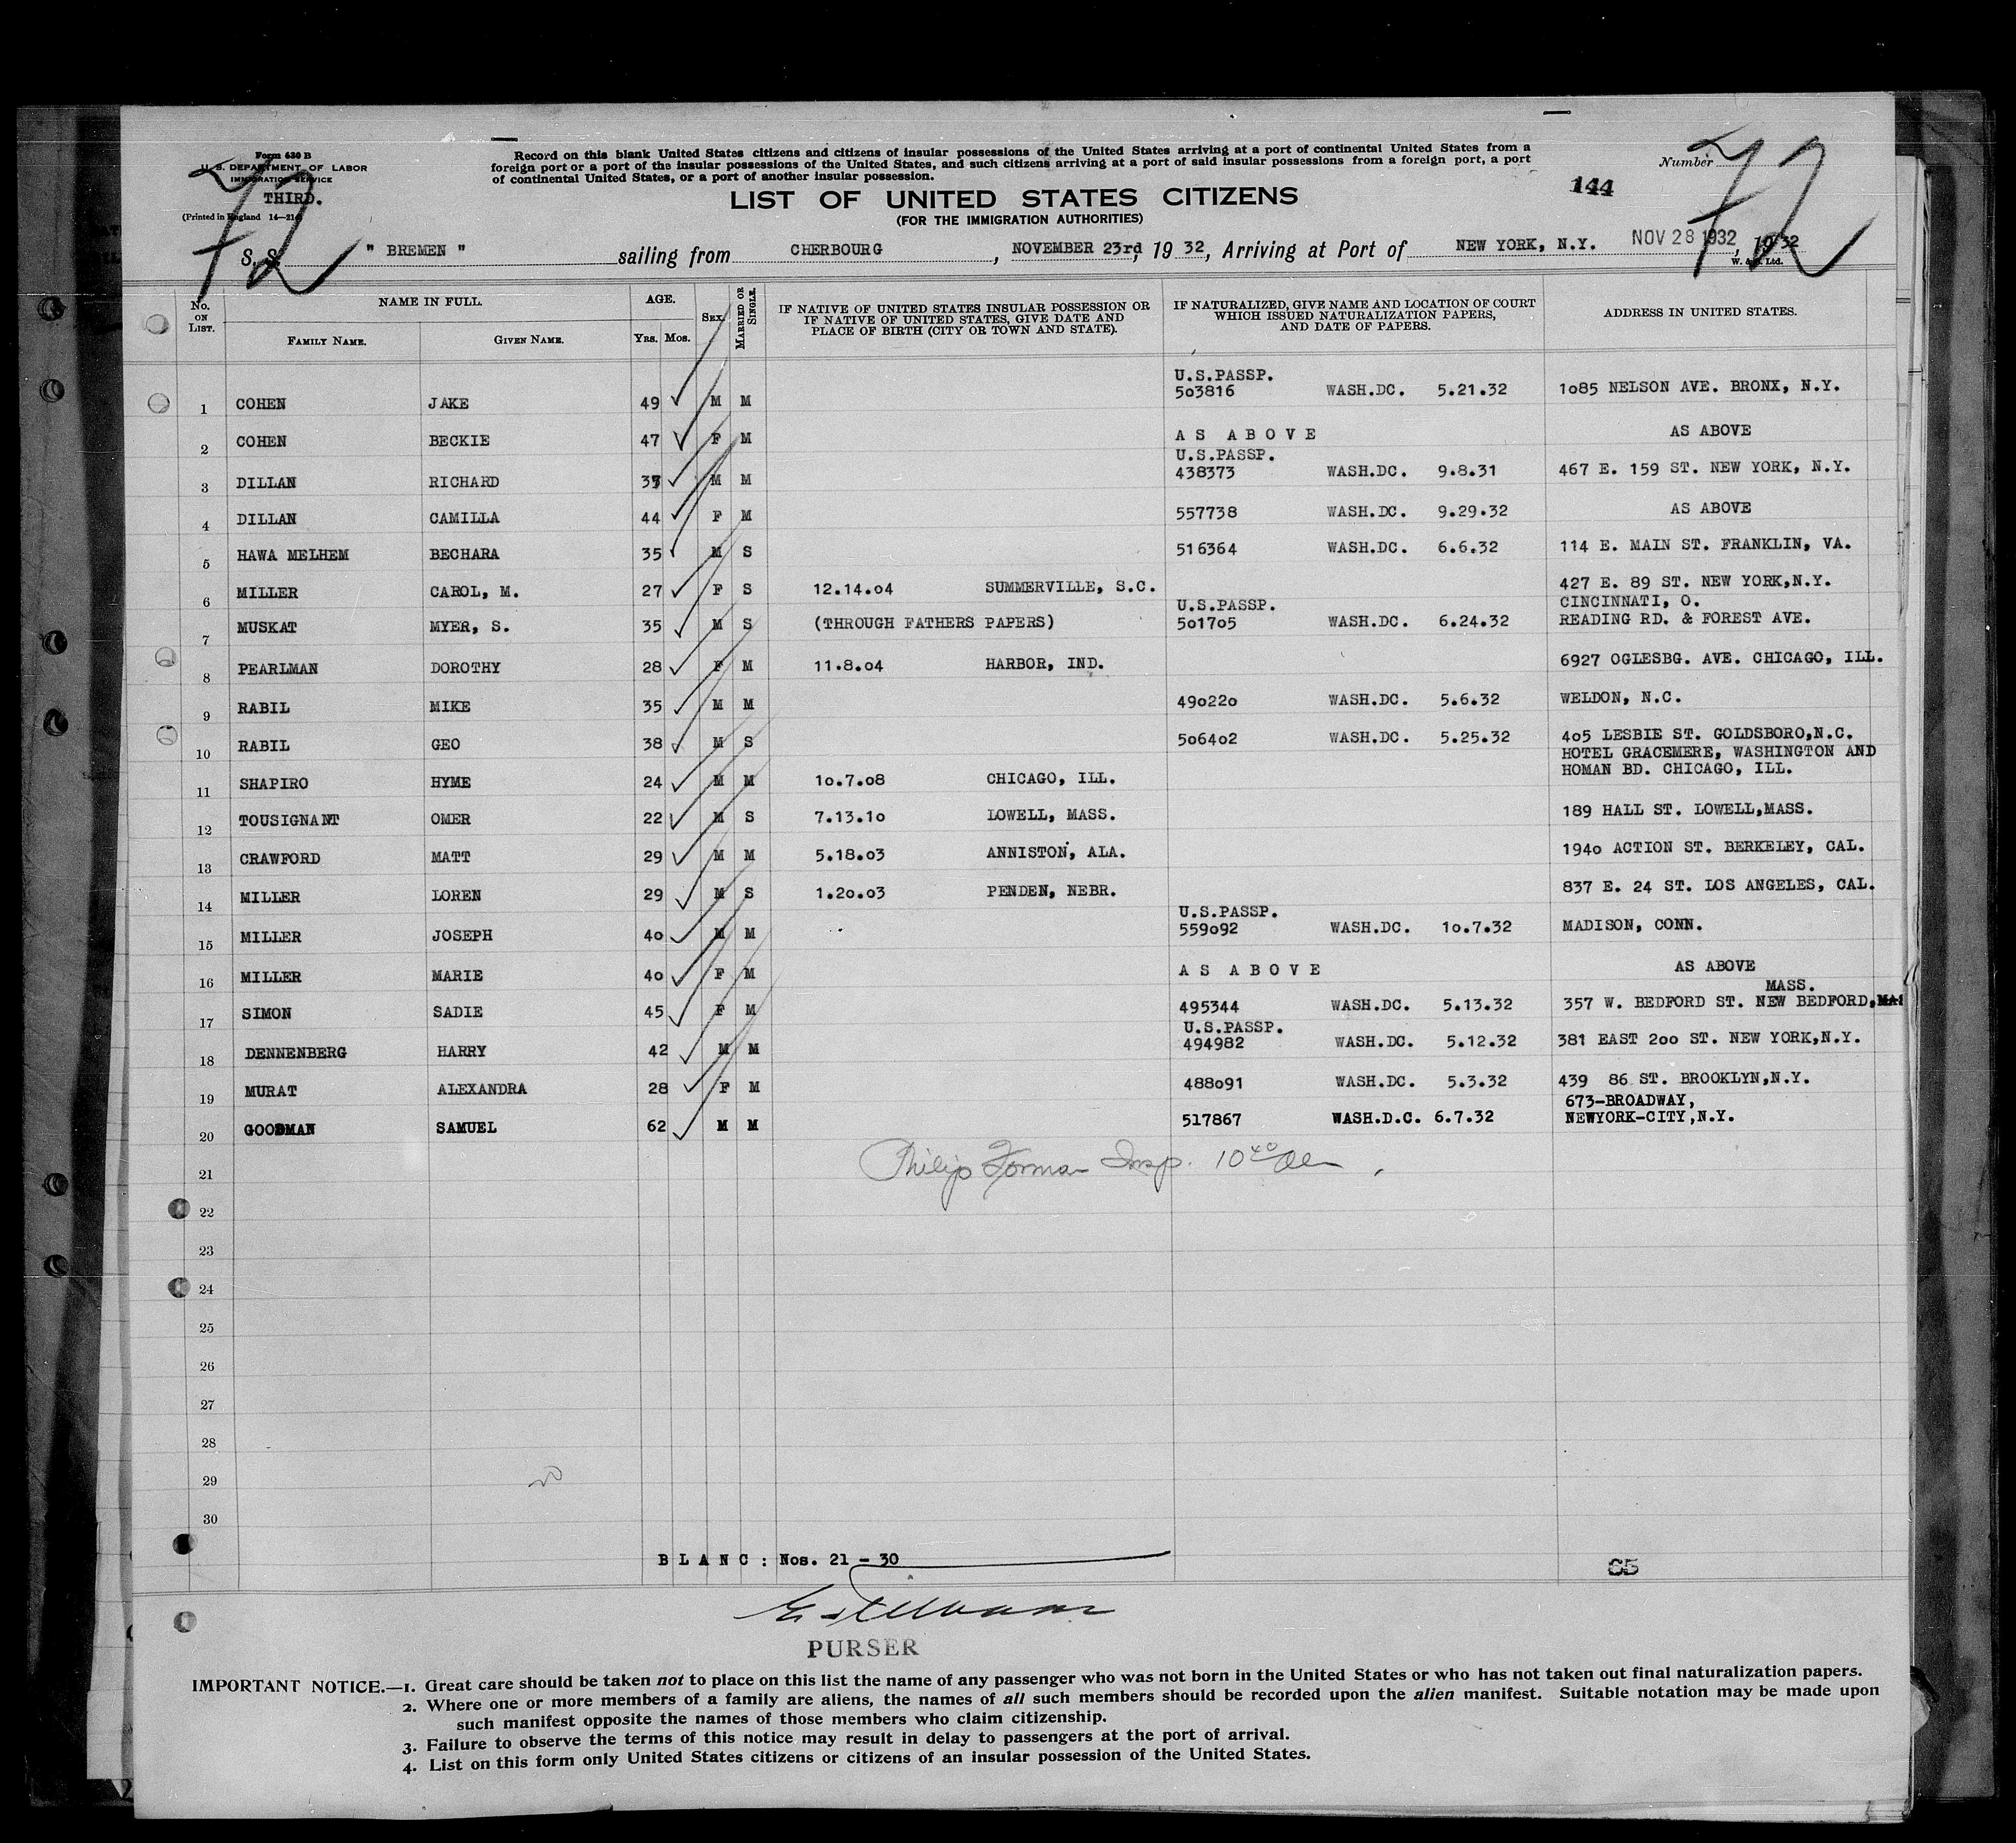 Form 630 B
U. S. DEPARTMENT OF LABOR
IMMIGRATION SERVICE
THIRD.
(Printed in England 14—21
72
Record on this blank United States citizens and citizens of insular possessions of the United States arriving at a port of continental United States from a
foreign port or a port of the insular possessions of the United States, and such citizens arriving at a port of said insular possessions from a foreign port, a port
of continental United States, or a port of another insular possession.
Number
72
144
LIST OF UNITED STATES CITIZENS
(FOR THE IMMIGRATION AUTHORITIES)
S. S. " BREMEN " sailing from CHERBOURG, NOVEMBER 23rd, 19 32, Arriving at Port of NEW YORK, N.Y. NOV 28 1932, 1932
W. & S. Ltd.
No. ON LIST. NAME IN FULL. AGE. SEX. MARRIED OR SINGLE. IF NATIVE OF UNITED STATES INSULAR POSSESSION OR IF NATIVE OF UNITED STATES, GIVE DATE AND PLACE OF BIRTH (CITY OR TOWN AND STATE). IF NATURALIZED, GIVE NAME AND LOCATION OF COURT WHICH ISSUED NATURALIZATION PAPERS, AND DATE OF PAPERS. ADDRESS IN UNITED STATES.
FAMILY NAME. GIVEN NAME. YRS. MOS.
U.S.PASSP.
1 COHEN JAKE 49 M M 503816 WASH.DC. 5.21.32 1085 NELSON AVE. BRONX, N.Y.
2 COHEN BECKIE 47 F M AS ABOVE AS ABOVE
U.S.PASSP.
3 DILLAN RICHARD M M 438373 WASH.DC. 9.8.31 467 E. 159 ST. NEW YORK, N.Y.
4 DILLAN CAMILLA 44 F M 557738 WASH.DC. 9.29.32 AS ABOVE
5 HAWA MELHEM BECHARA 35 M S 516364 WASH.DC. 6.6.32 114 E. MAIN ST. FRANKLIN, VA.
6 MILLER CAROL, M. 27 F S 12.14.04 SUMMERVILLE, S.C. 427 E. 89 ST. NEW YORK,N.Y.
U.S.PASSP. CINCINNATI, O.
7 MUSKAT MYER, S. 35 M S (THROUGH FATHERS PAPERS) 501705 WASH.DC. 6.24.32 READING RD. & FOREST AVE.
8 PEARLMAN DOROTHY 28 F M 11.8.04 HARBOR, IND. 6927 OGLESBG. AVE. CHICAGO, ILL.
9 RABIL MIKE 35 M M 490220 WASH.DC. 5.6.32 WELDON, N.C.
10 RABIL GEO 38 M S 506402 WASH.DC. 5.25.32 405 LESBIE ST. GOLDSBORO,N.C.
HOTEL GRACEMERE, WASHINGTON AND
11 SHAPIRO HYME 24 M M 10.7.08 CHICAGO, ILL. HOMAN BD. CHICAGO, ILL.
12 TOUSIGNANT OMER 22 M S 7.13.10 LOWELL, MASS. 189 HALL ST. LOWELL,MASS.
13 CRAWFORD MATT 29 M M 5.18.03 ANNISTON, ALA. 1940 ACTION ST. BERKELEY, CAL.
14 MILLER LOREN 29 M S 1.20.03 PENDEN, NEBR. 837 E. 24 ST. LOS ANGELES, CAL.
U.S.PASSP.
15 MILLER JOSEPH 40 M M 559092 WASH.DC. 10.7.32 MADISON, CONN.
16 MILLER MARIE 40 F M AS ABOVE AS ABOVE
MASS.
17 SIMON SADIE 45 F M 495344 WASH.DC. 5.13.32 357 W. BEDFORD ST. NEW BEDFORD,
U.S.PASSP.
18 DENNENBERG HARRY 42 M M 494982 WASH.DC. 5.12.32 381 EAST 200 ST. NEW YORK,N.Y.
19 MURAT ALEXANDRA 28 F M 488091 WASH.DC. 5.3.32 439 86 ST. BROOKLYN,N.Y.
673-BROADWAY,
20 GOODMAN SAMUEL 62 M M 517867 WASH.D.C. 6.7.32 NEWYORK-CITY,N.Y.
Philip Forman Insp.
21
22
23
24
25
26
27
28
29
30
BLANC: Nos. 21 - 30
65
PURSER
IMPORTANT NOTICE.—1. Great care should be taken not to place on this list the name of any passenger who was not born in the United States or who has not taken out final naturalization papers.
2. Where one or more members of a family are aliens, the names of all such members should be recorded upon the alien manifest. Suitable notation may be made upon
such manifest opposite the names of those members who claim citizenship.
3. Failure to observe the terms of this notice may result in delay to passengers at the port of arrival.
4. List on this form only United States citizens or citizens of an insular possession of the United States.